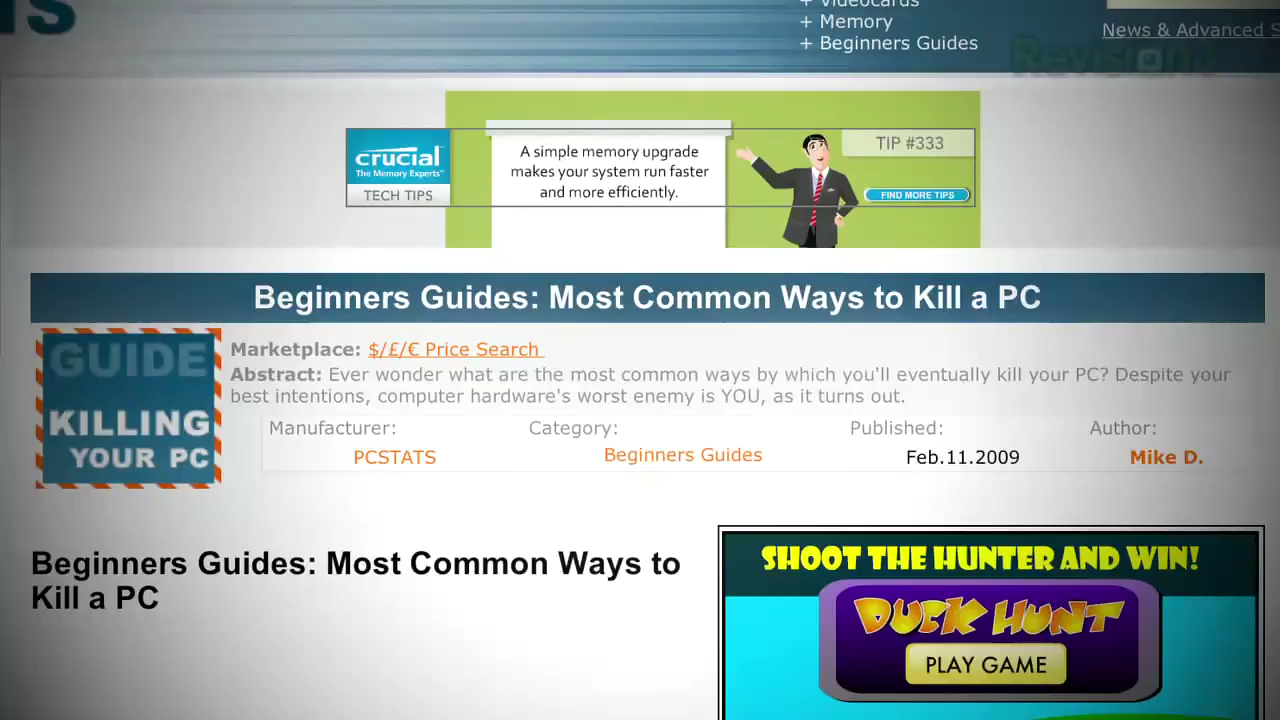 + Videocards
+ Memory
+ Beginners Guides
News & Advanced S
Revision3
crucial
The Memory Experts™
TECH TIPS
A simple memory upgrade
makes your system run faster
and more efficiently.
TIP #333
FIND MORE TIPS
Beginners Guides: Most Common Ways to Kill a PC
GUIDE
KILLING
YOUR PC
Marketplace: $/£/€ Price Search
Abstract: Ever wonder what are the most common ways by which you'll eventually kill your PC? Despite your
best intentions, computer hardware's worst enemy is YOU, as it turns out.
Manufacturer: Category: Published: Author:
PCSTATS Beginners Guides Feb.11.2009 Mike D.
Beginners Guides: Most Common Ways to
Kill a PC
SHOOT THE HUNTER AND WIN!
DUCK HUNT
PLAY GAME